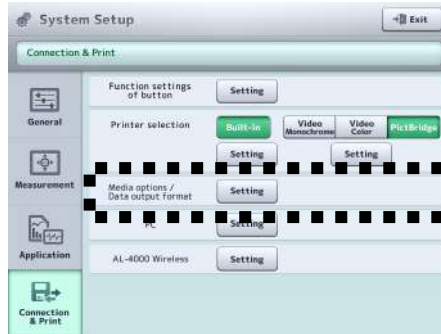 System Setup
Exit
Connection & Print
General
Measurement
Application
Connection
& Print
Function settings
of button
Setting
Printer selection
Built-in
Video
Monochrome
Video
Color
PictBridge
Setting
Setting
Media options /
Data output format
Setting
PC
Setting
AL-4000 Wireless
Setting